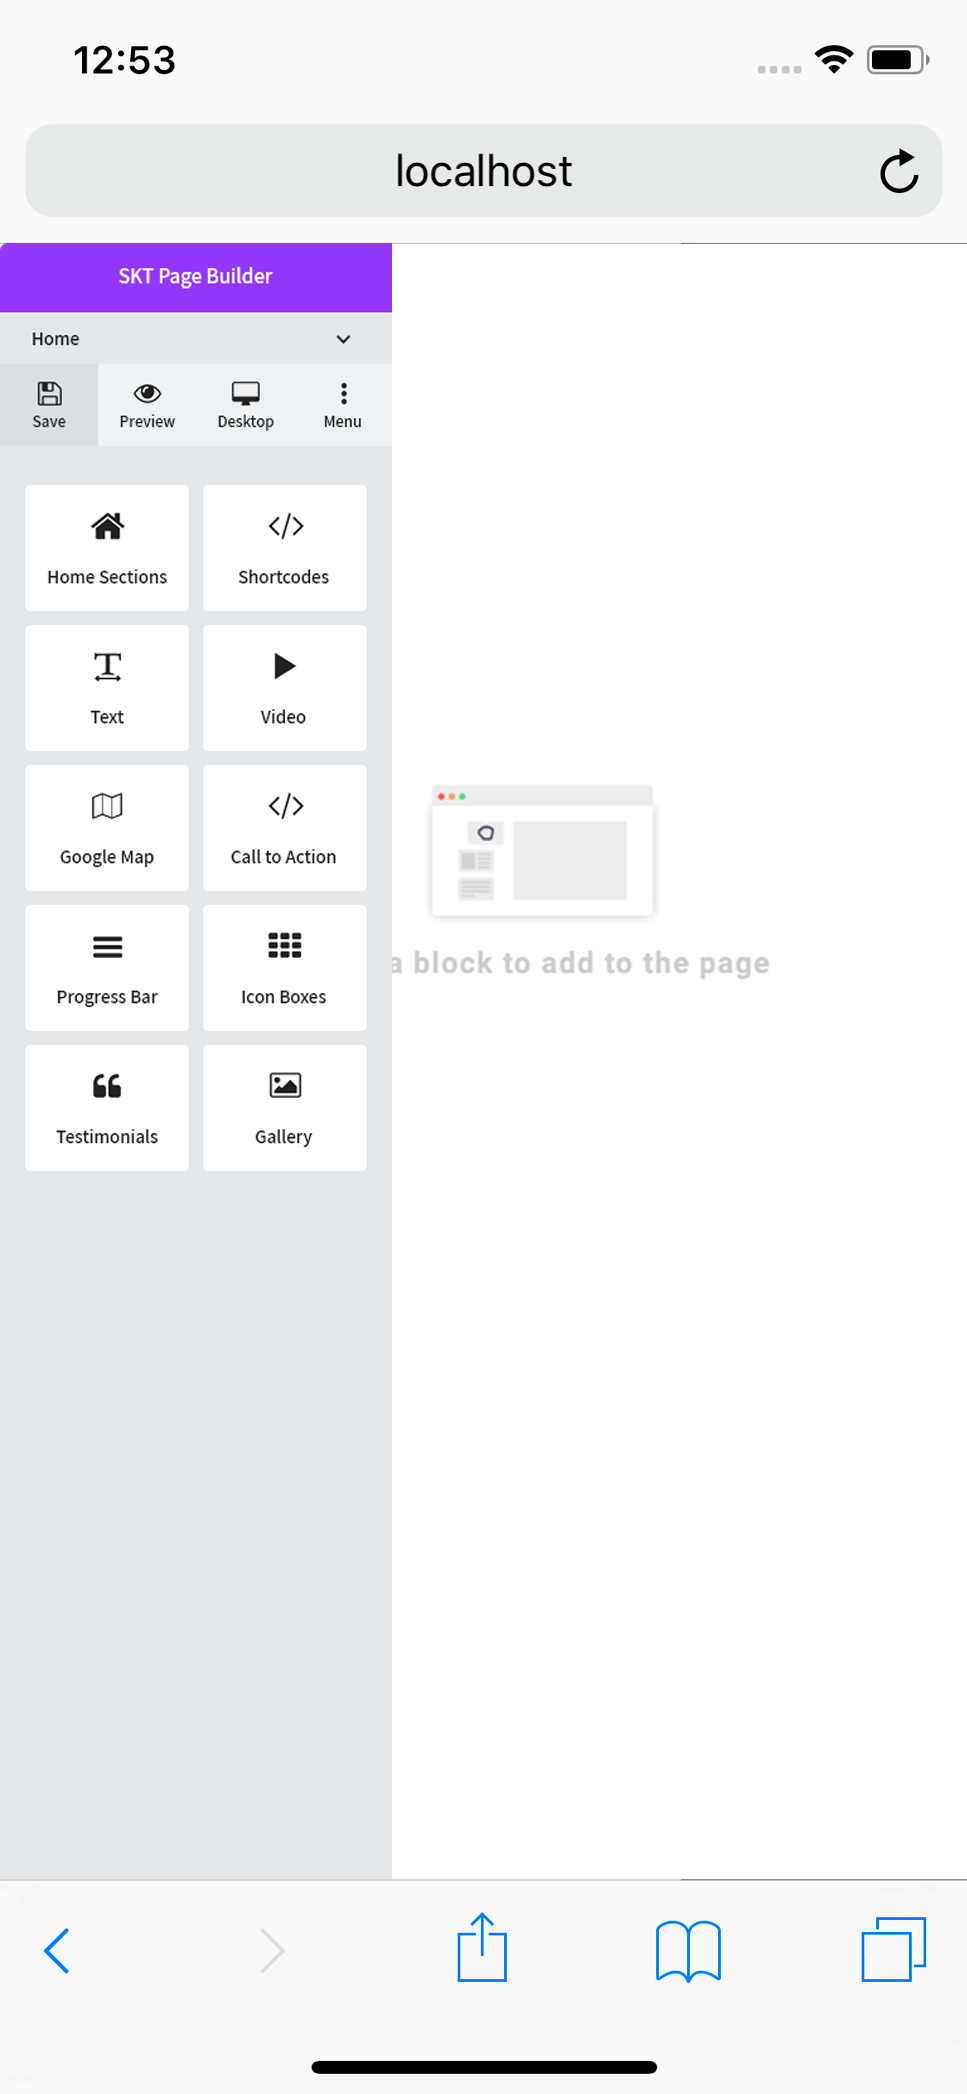 12:53
localhost
SKT Page Builder
Home
Save Preview Desktop Menu
Home Sections Shortcodes
Text Video
Google Map Call to Action
a block to add to the page
Progress Bar Icon Boxes
Testimonials Gallery